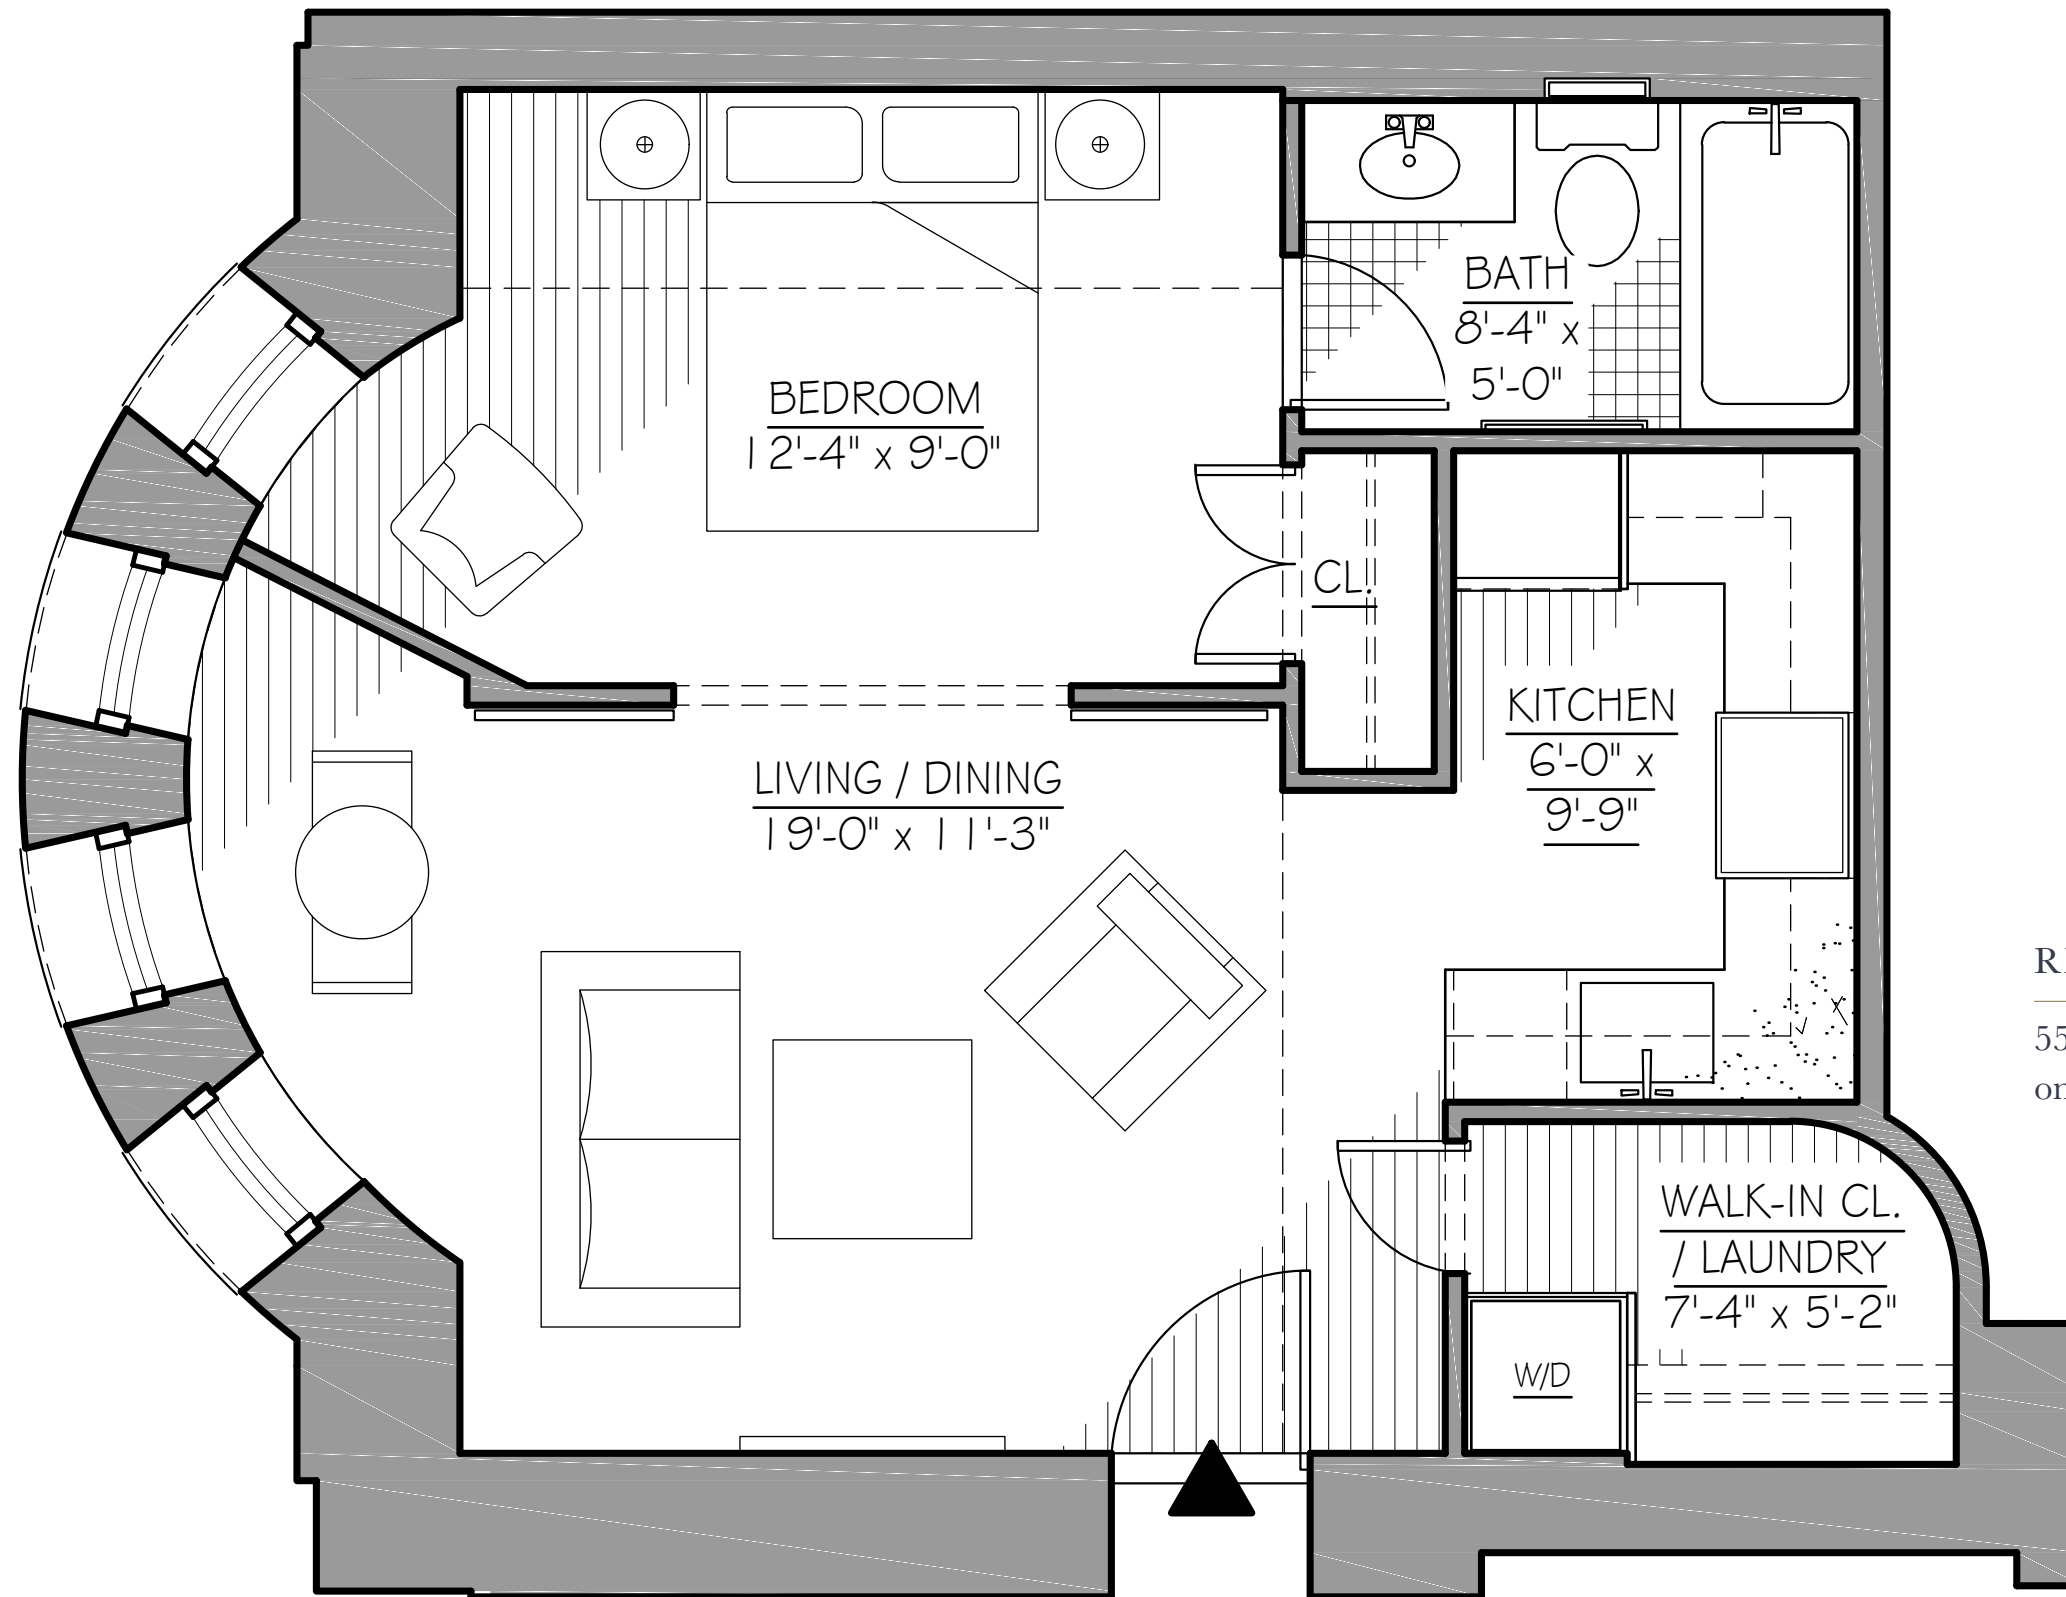 BATH
8'-4" x
5'-0"
BEDROOM
12'-4" x 9'-0"
CL.
KITCHEN
6'-0" x
9'-9"
LIVING / DINING
19'-0" x 11'-3"
WALK-IN CL.
/ LAUNDRY
7'-4" x 5'-2"
W/D